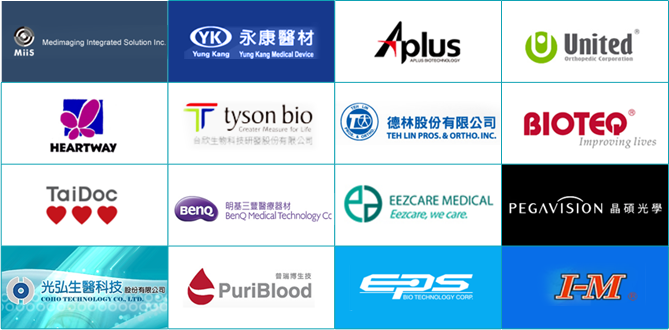 MiiS
Medimaging Integrated Solution Inc.
YK
Yung Kang
永康醫材
Yung Kang Medical Device
Aplus
APLUS BIOTECHNOLOGY
United®
Orthopedic Corporation
HEARTWAY
tyson bio
Greater Measure for Life
台欣生物科技研發股份有限公司
TEH LIN
PROS. & ORTHO.
德林股份有限公司
TEH LIN PROS. & ORTHO. INC.
BIOTEQ®
Improving lives
TaiDoc
BenQ
明基三豐醫療器材
BenQ Medical Technology Co
EEZCARE MEDICAL
Eezcare, we care.
PEGAVISION 晶碩光學
光弘生醫科技 股份有限公司
COHO TECHNOLOGY CO., LTD.
普瑞博生技
PuriBlood
EPS
BIO TECHNOLOGY CORP.
I-M